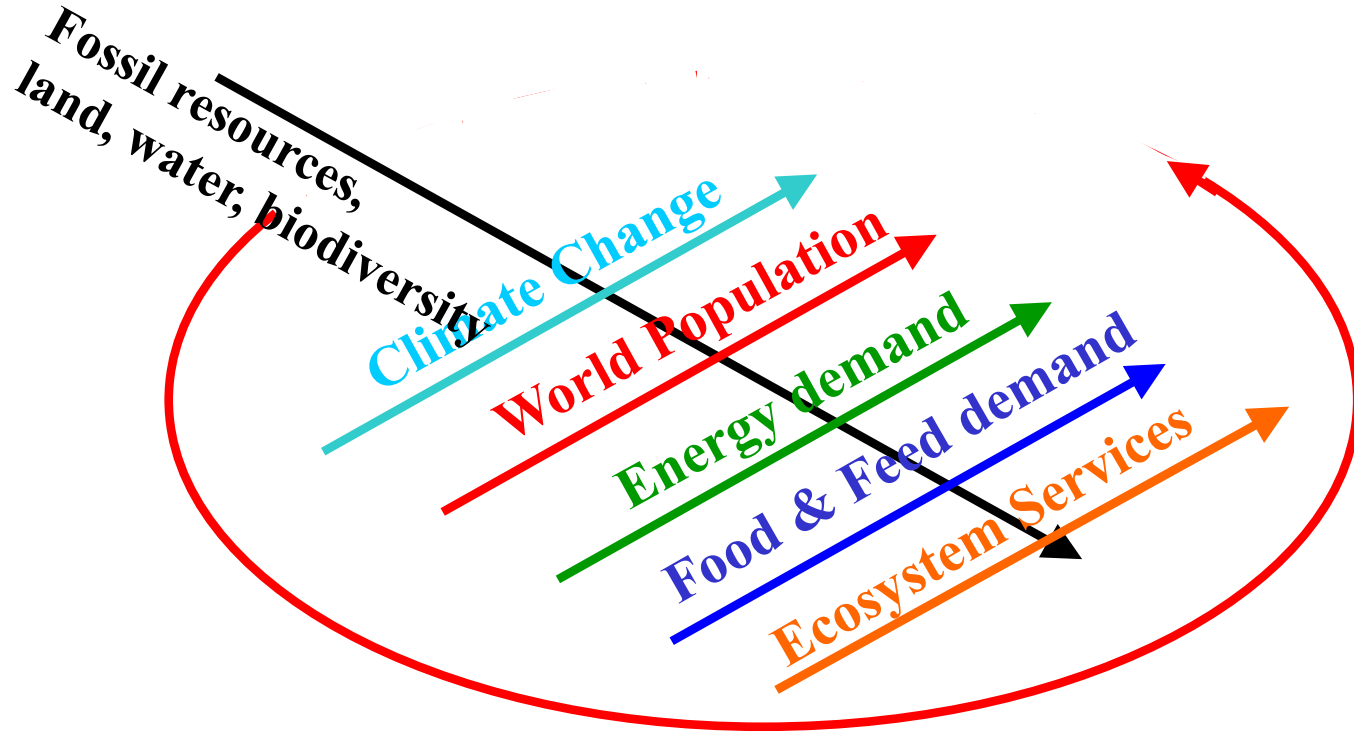 Fossil resources,
land, water, biodiversity
Climate Change
World Population
Energy demand
Food & Feed demand
Ecosystem Services